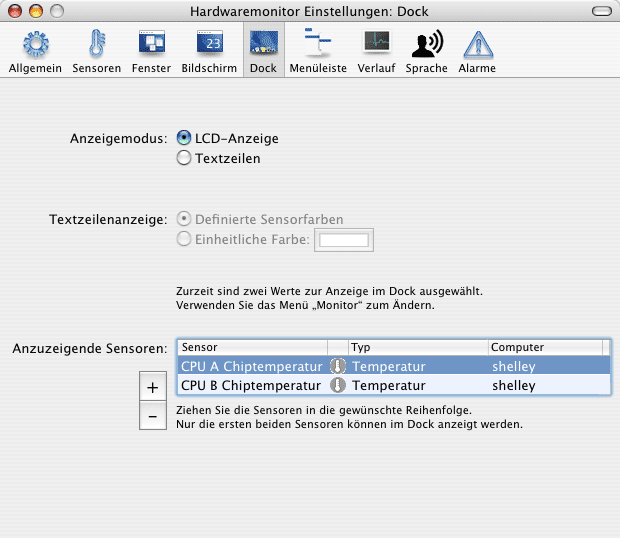 Hardwaremonitor Einstellungen: Dock
23
Allgemein Sensoren Fenster Bildschirm Dock Menüleiste Verlauf Sprache Alarme
Anzeigemodus: LCD-Anzeige
Textzeilen
Textzeilenanzeige: Definierte Sensorfarben
Einheitliche Farbe:
Zurzeit sind zwei Werte zur Anzeige im Dock ausgewählt.
Verwenden Sie das Menü „Monitor“ zum Ändern.
Anzuzeigende Sensoren: Sensor Typ Computer
CPU A Chiptemperatur Temperatur shelley
CPU B Chiptemperatur Temperatur shelley
+
−
Ziehen Sie die Sensoren in die gewünschte Reihenfolge.
Nur die ersten beiden Sensoren können im Dock anzeigt werden.